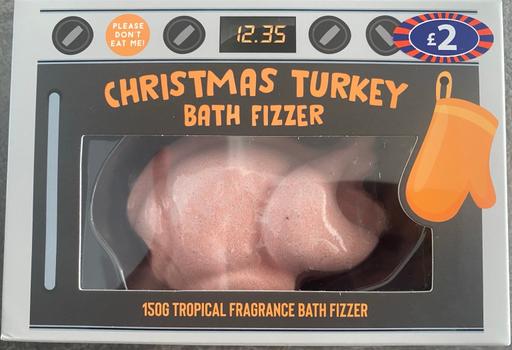 PLEASE
DON'T
EAT ME!
12.35
£2
CHRISTMAS TURKEY
BATH FIZZER
150G TROPICAL FRAGRANCE BATH FIZZER